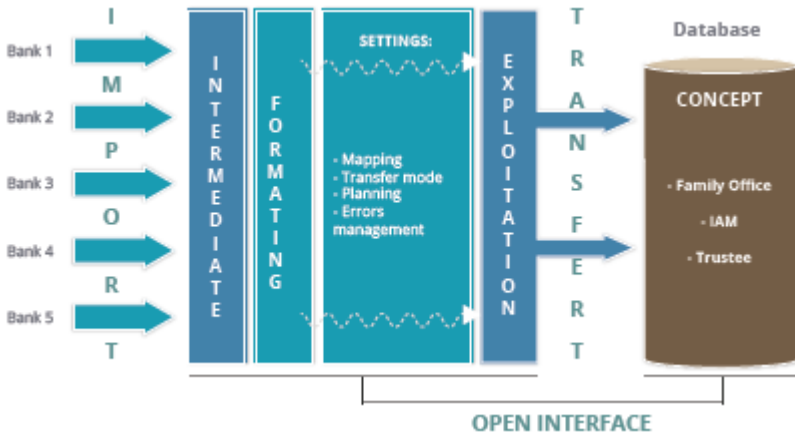 Bank 1
Bank 2
Bank 3
Bank 4
Bank 5
IMPORT
INTERMEDIATE
FORMATING
SETTINGS:
- Mapping
- Transfer mode
- Planning
- Errors
management
EXPLOITATION
TRANSFERT
Database
CONCEPT
- Family Office
- IAM
- Trustee
OPEN INTERFACE